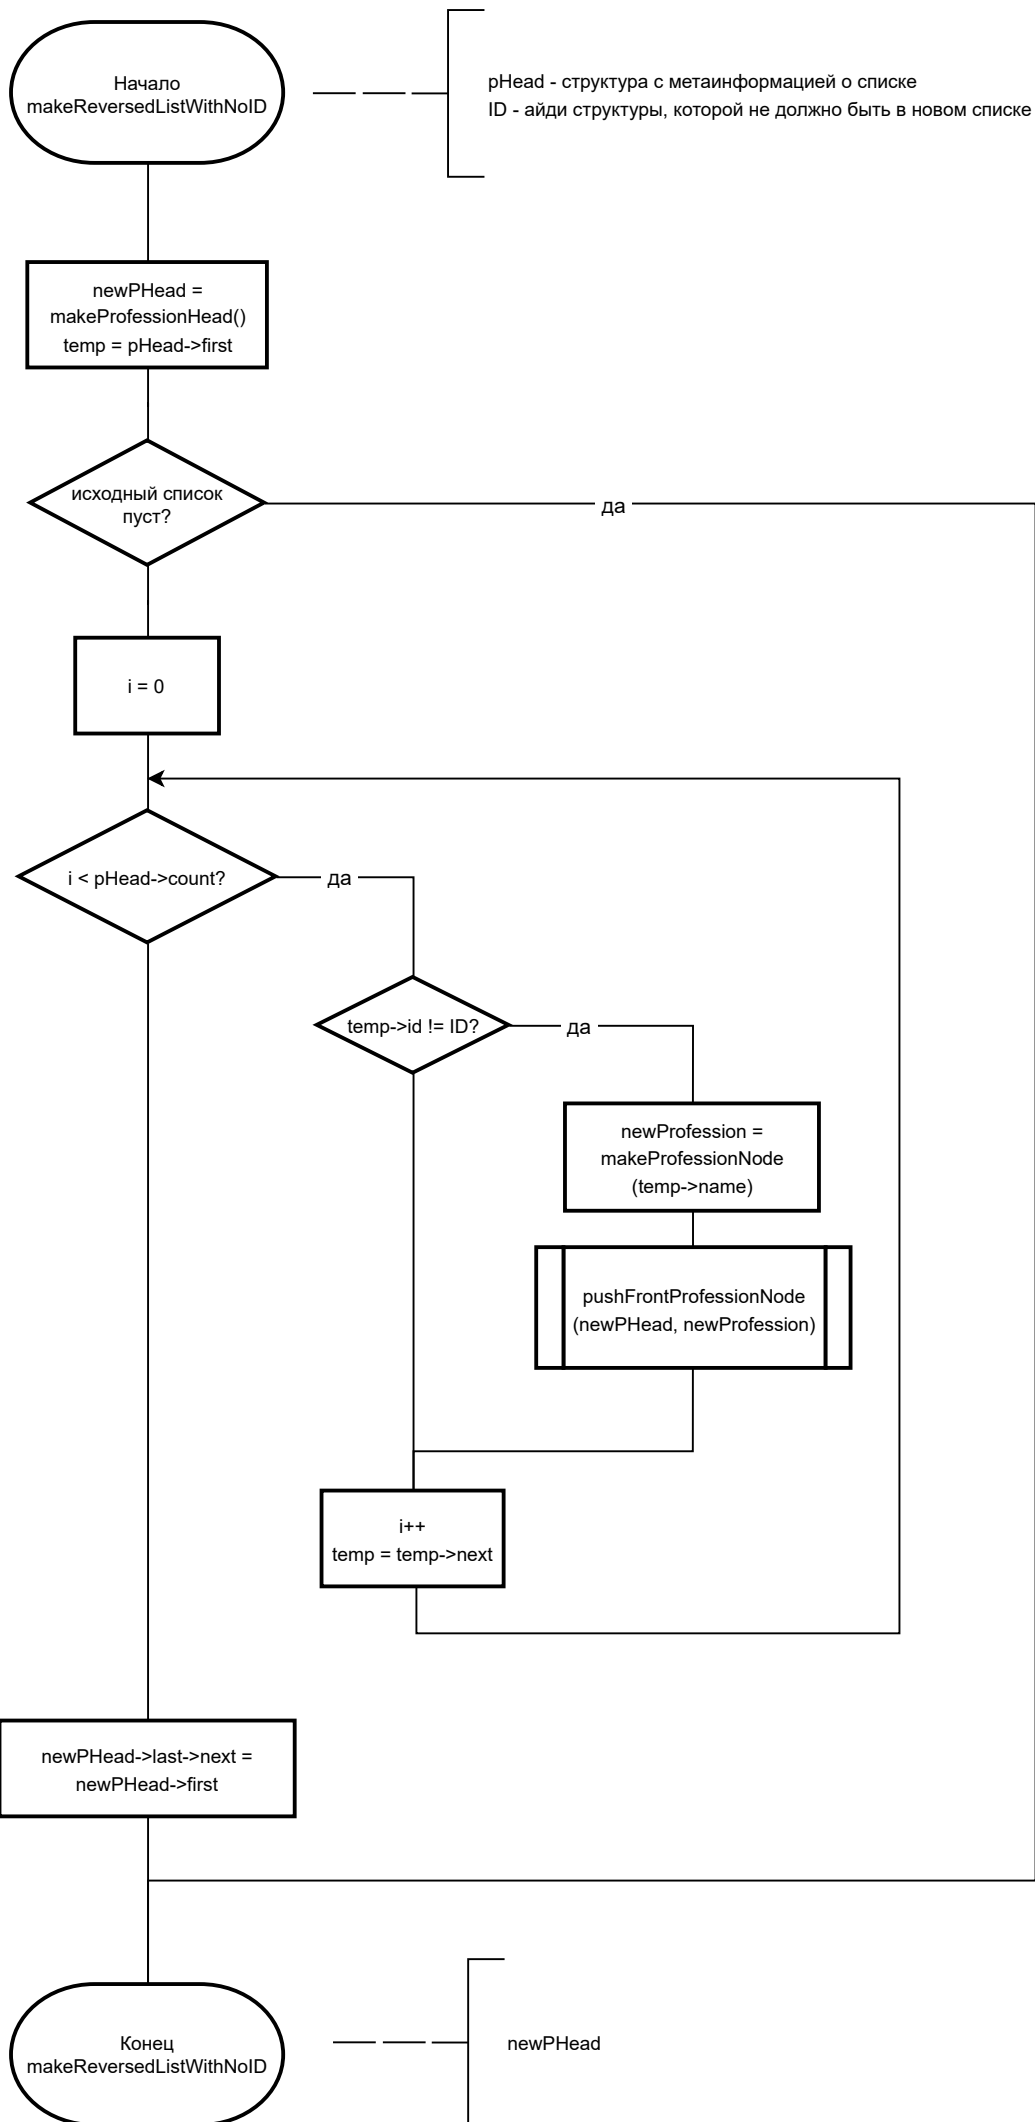 Начало
makeReversedListWithNoID
pHead - структура с метаинформацией о списке
ID - айди структуры, которой не должно быть в новом списке
newPHead =
makeProfessionHead()
temp = pHead->first
исходный список
пуст?
да
i = 0
i < pHead->count?
да
temp->id != ID?
да
newProfession =
makeProfessionNode
(temp->name)
pushFrontProfessionNode
(newPHead, newProfession)
i++
temp = temp->next
newPHead->last->next =
newPHead->first
Конец
makeReversedListWithNoID
newPHead